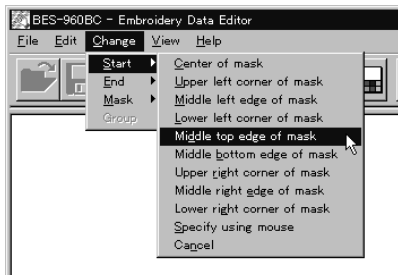 BES-960BC - Embroidery Data Editor
File Edit Change View Help
Start
End
Mask
Group
Center of mask
Upper left corner of mask
Middle left edge of mask
Lower left corner of mask
Middle top edge of mask
Middle bottom edge of mask
Upper right corner of mask
Middle right edge of mask
Lower right corner of mask
Specify using mouse
Cancel